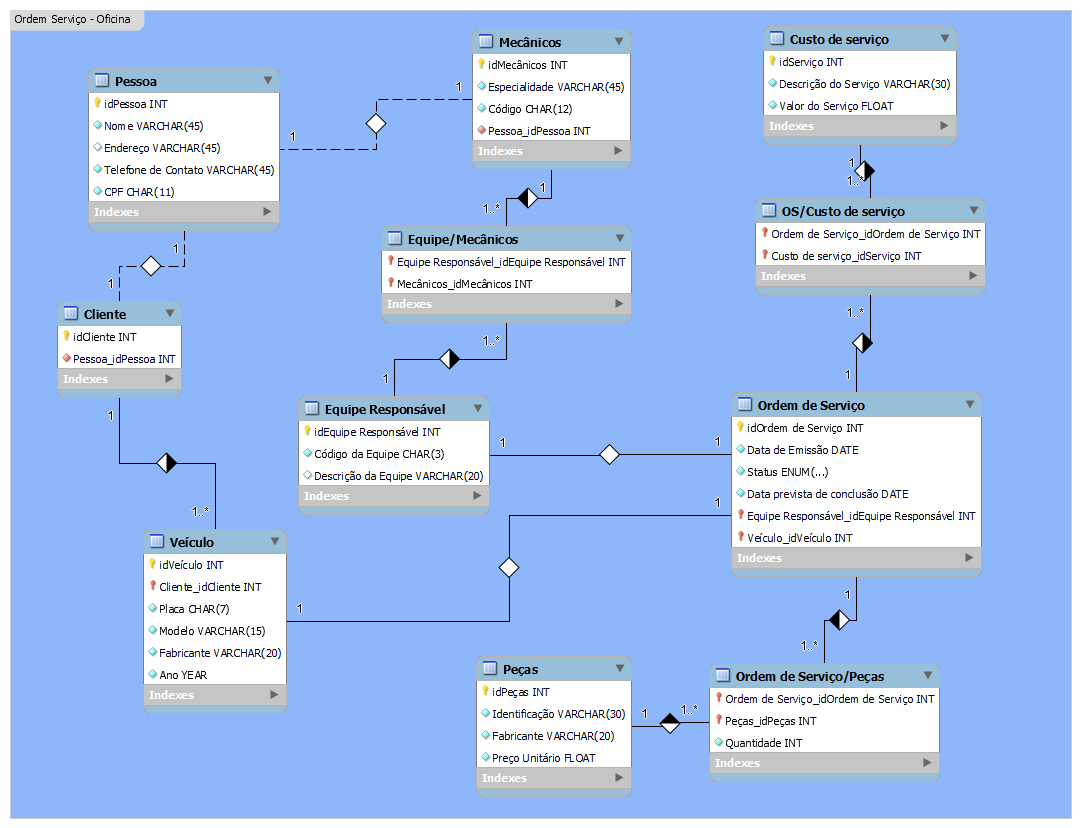 Ordem Serviço - Oficina
Pessoa
idPessoa INT
Nome VARCHAR(45)
Endereço VARCHAR(45)
Telefone de Contato VARCHAR(45)
CPF CHAR(11)
Indexes
1
1
Mecânicos
idMecânicos INT
Especialidade VARCHAR(45)
Código CHAR(12)
Pessoa_idPessoa INT
Indexes
Custo de serviço
idServiço INT
Descrição do Serviço VARCHAR(30)
Valor do Serviço FLOAT
Indexes
1
1..*
OS/Custo de serviço
Ordem de Serviço_idOrdem de Serviço INT
Custo de serviço_idServiço INT
Indexes
1
1..*
Equipe/Mecânicos
Equipe Responsável_idEquipe Responsável INT
Mecânicos_idMecânicos INT
Indexes
1
1
Cliente
idCliente INT
Pessoa_idPessoa INT
Indexes
1..*
1
Equipe Responsável
idEquipe Responsável INT
Código da Equipe CHAR(3)
Descrição da Equipe VARCHAR(20)
Indexes
1..*
1
Ordem de Serviço
idOrdem de Serviço INT
Data de Emissão DATE
Status ENUM(...)
Data prevista de conclusão DATE
Equipe Responsável_idEquipe Responsável INT
Veículo_idVeículo INT
Indexes
1
1
1
1..*
Veículo
idVeículo INT
Cliente_idCliente INT
Placa CHAR(7)
Modelo VARCHAR(15)
Fabricante VARCHAR(20)
Ano YEAR
Indexes
1
1
1
1..*
Peças
idPeças INT
Identificação VARCHAR(30)
Fabricante VARCHAR(20)
Preço Unitário FLOAT
Indexes
1
1..*
Ordem de Serviço/Peças
Ordem de Serviço_idOrdem de Serviço INT
Peças_idPeças INT
Quantidade INT
Indexes